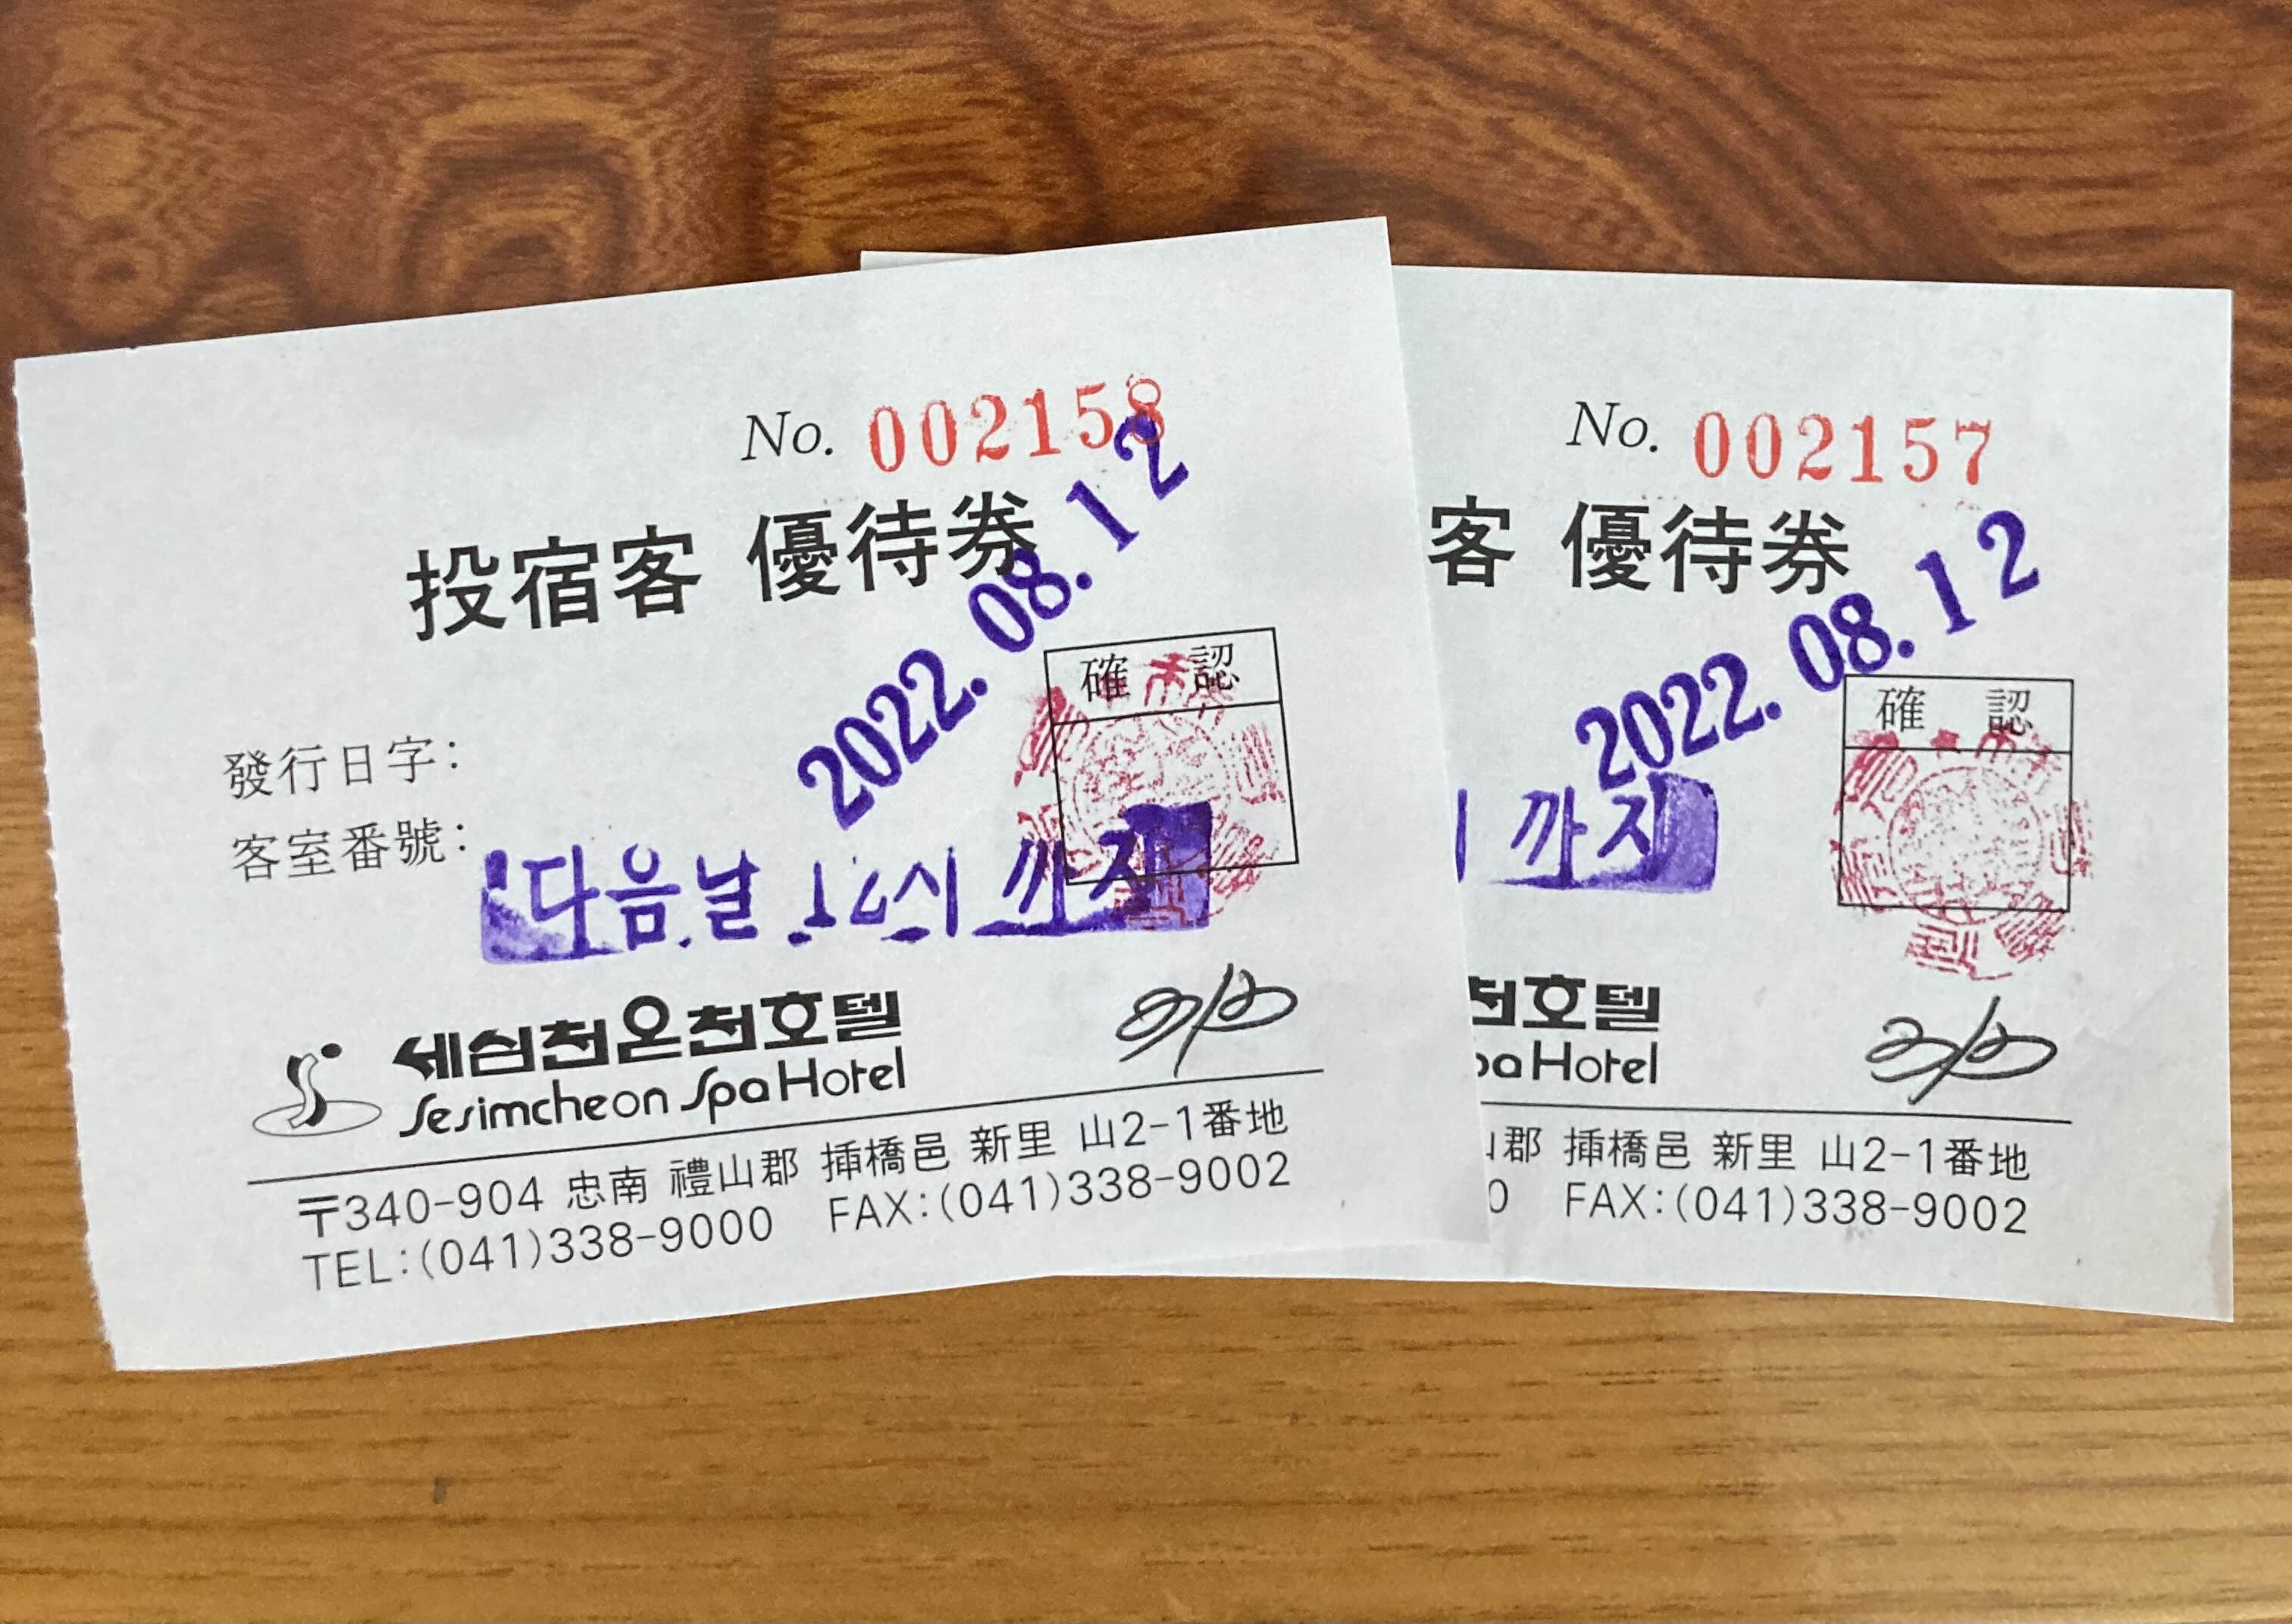 No. 002158
投宿客 優待券
2022. 08. 12
確 認
發行日字:
客室番號:
다음날 12시 까지
세심천온천호텔
Sesimcheon Spa Hotel
〒340-904 忠南 禮山郡 揷橋邑 新里 山2-1番地
TEL:(041)338-9000 FAX:(041)338-9002
No. 002157
客 優待券
2022. 08. 12
確 認
까지
천호텔
pa Hotel
郡 揷橋邑 新里 山2-1番地
0 FAX:(041)338-9002